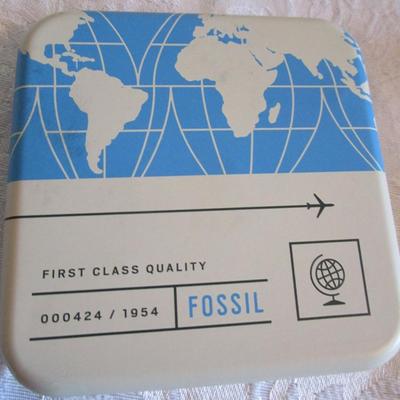 FIRST CLASS QUALITY
000424 / 1954 FOSSIL